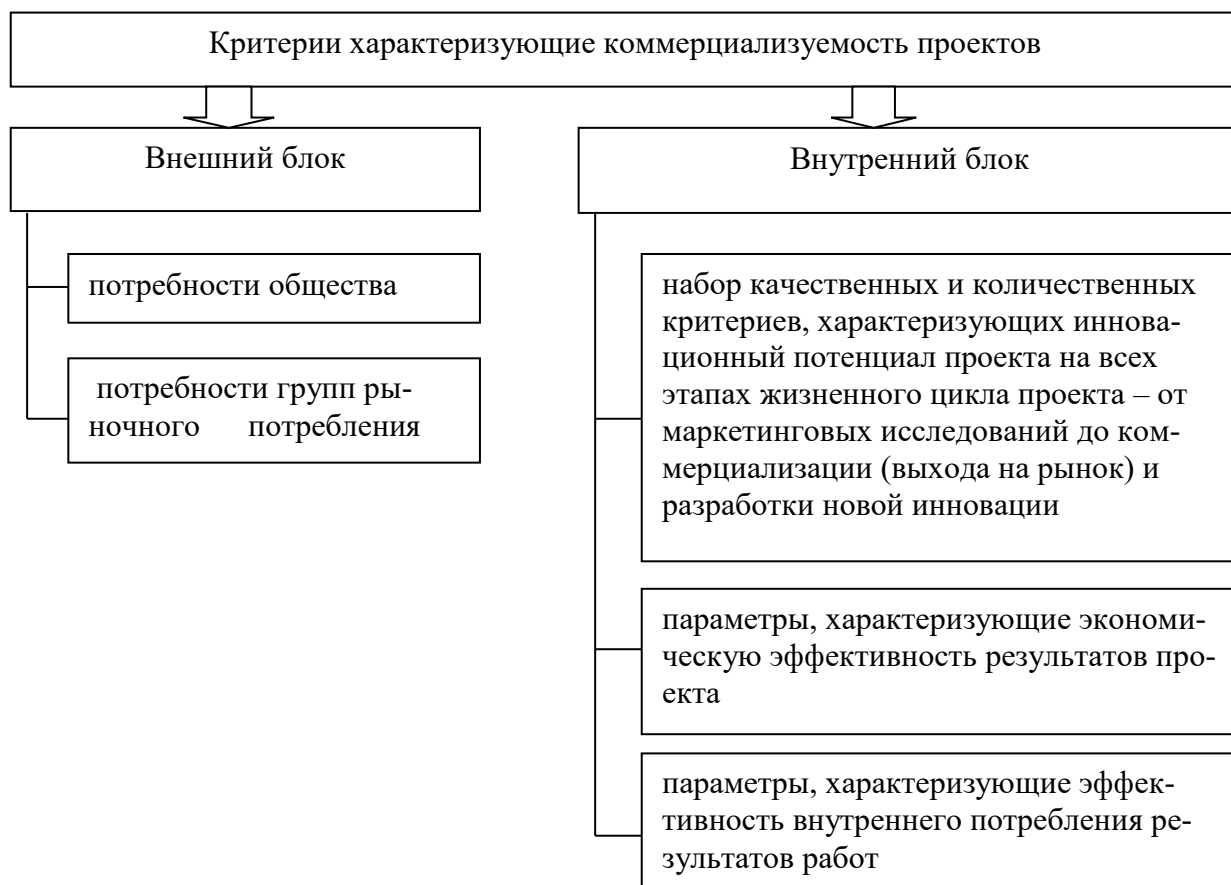 Критерии характеризующие коммерциализуемость проектов
Внешний блок
потребности общества
потребности групп ры-
ночного потребления
Внутренний блок
набор качественных и количественных
критериев, характеризующих иннова-
ционный потенциал проекта на всех
этапах жизненного цикла проекта – от
маркетинговых исследований до ком-
мерциализации (выхода на рынок) и
разработки новой инновации
параметры, характеризующие экономи-
ческую эффективность результатов про-
екта
параметры, характеризующие эффек-
тивность внутреннего потребления ре-
зультатов работ